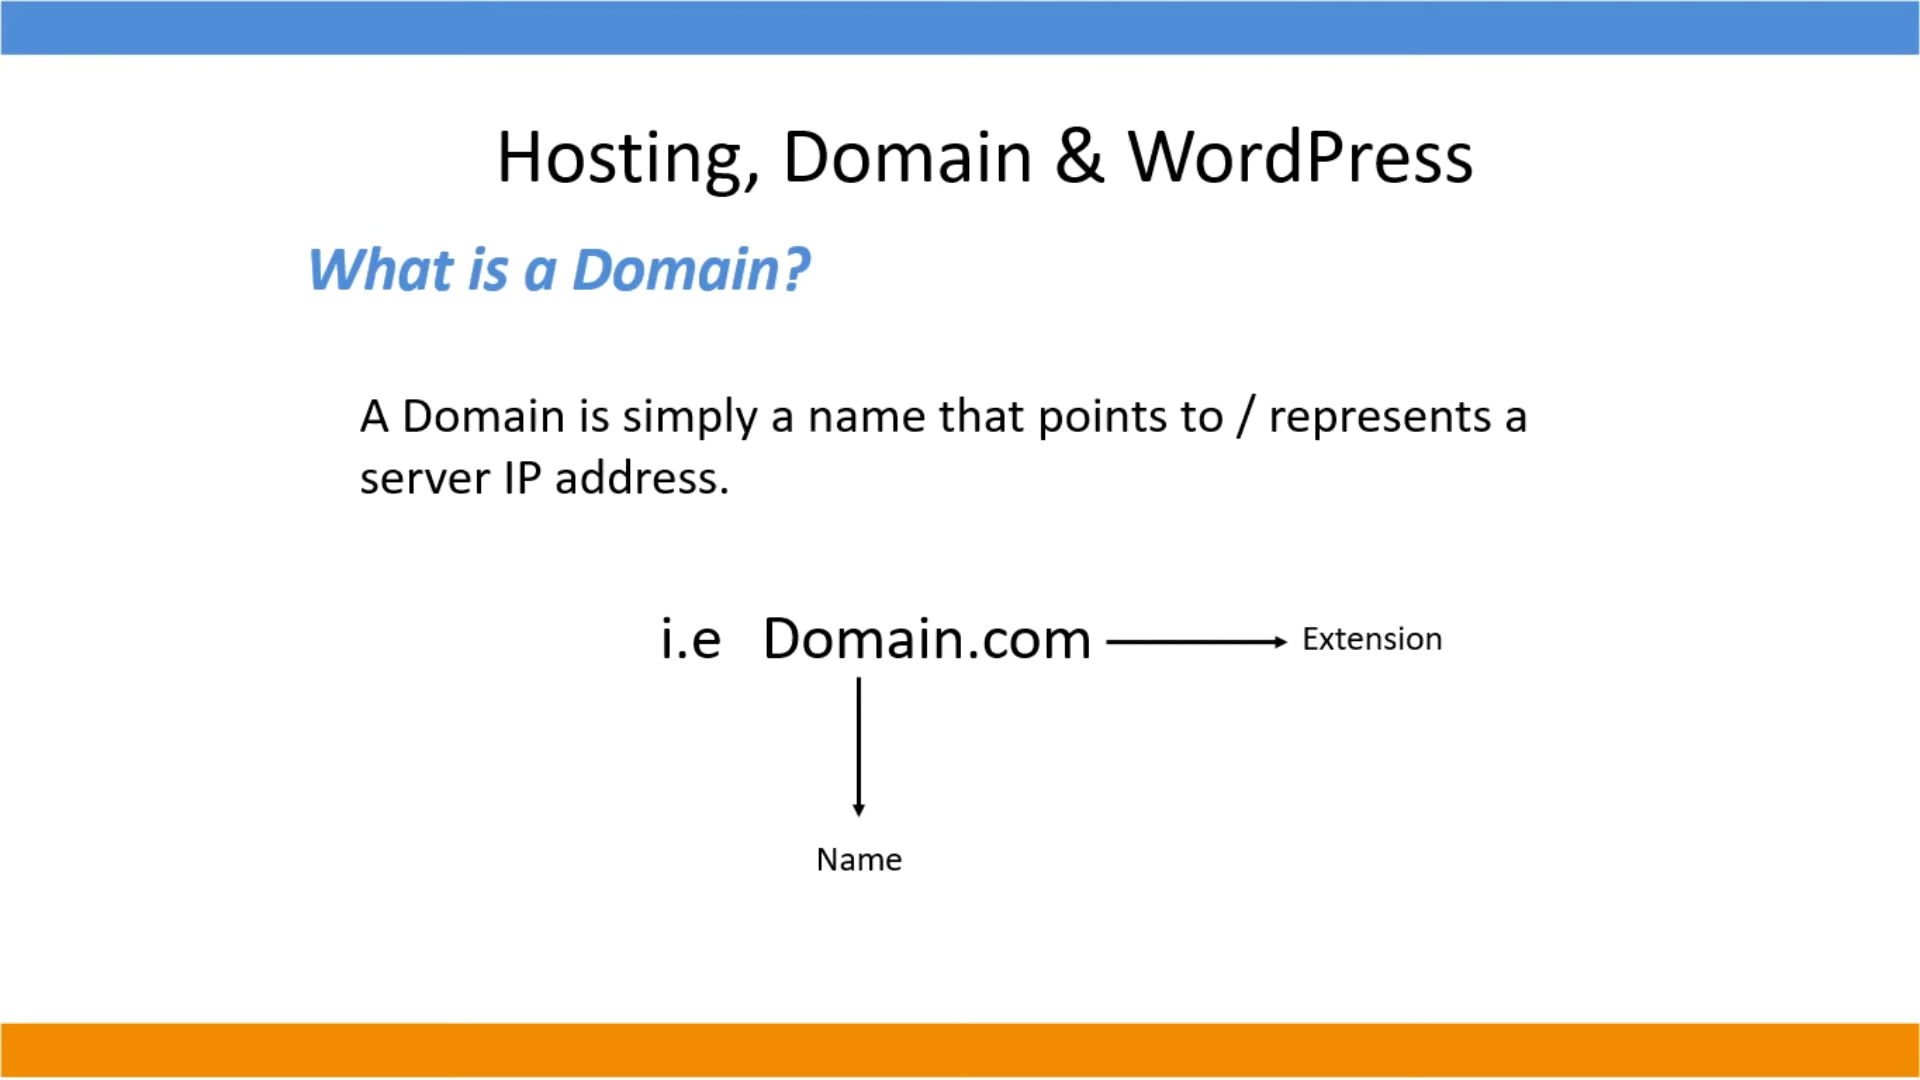 Hosting, Domain & WordPress
What is a Domain?
A Domain is simply a name that points to / represents a
server IP address.
i.e Domain.com
Extension
Name